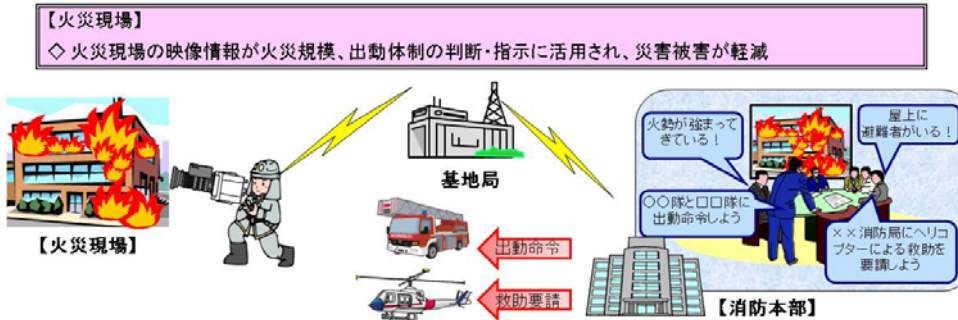 【火災現場】
◇ 火災現場の映像情報が火災規模、出動体制の判断・指示に活用され、災害被害が軽減
火勢が強まって
きている!
屋上に
避難者がいる!
基地局
○○隊と□□隊に
出動命令しよう
××消防局にヘリコ
プターによる救助を
要請しよう
【火災現場】
出動命令
救助要請
【消防本部】